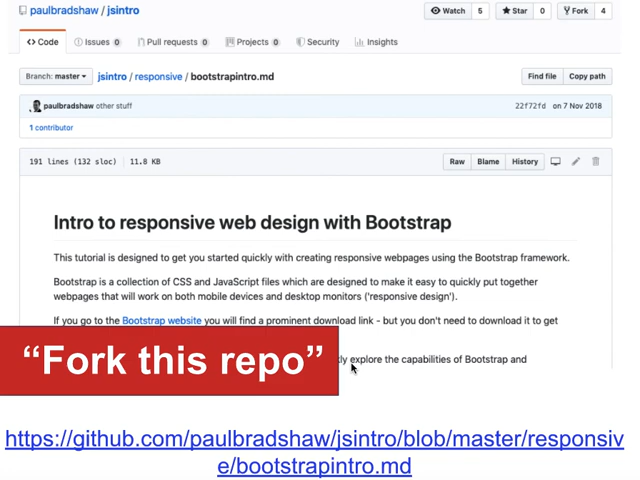 paulbradshaw / jsintro
Watch 5 Star 0 Fork 4
Code Issues 0 Pull requests 0 Projects 0 Security Insights
Branch: master jsintro / responsive / bootstrapintro.md Find file Copy path
paulbradshaw other stuff 22f72fd on 7 Nov 2018
1 contributor
191 lines (132 sloc) 11.8 KB Raw Blame History
Intro to responsive web design with Bootstrap
This tutorial is designed to get you started quickly with creating responsive webpages using the Bootstrap framework.
Bootstrap is a collection of CSS and JavaScript files which are designed to make it easy to quickly put together
webpages that will work on both mobile devices and desktop monitors ('responsive design').
If you go to the Bootstrap website you will find a prominent download link - but you don't need to download it to get
explore the capabilities of Bootstrap and
“Fork this repo”
https://github.com/paulbradshaw/jsintro/blob/master/responsiv
e/bootstrapintro.md